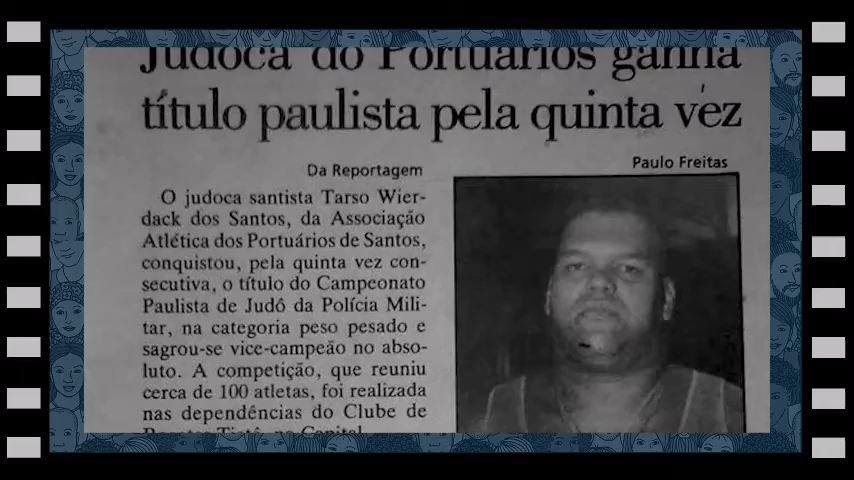 Judoca do Portuários ganha
título paulista pela quinta vez
Da Reportagem
Paulo Freitas
O judoca santista Tarso Wier-
dack dos Santos, da Associação
Atlética dos Portuários de Santos,
conquistou, pela quinta vez con-
secutiva, o título do Campeonato
Paulista de Judô da Polícia Mili-
tar, na categoria peso pesado e
sagrou-se vice-campeão no abso-
luto. A competição, que reuniu
cerca de 100 atletas, foi realizada
nas dependências do Clube de